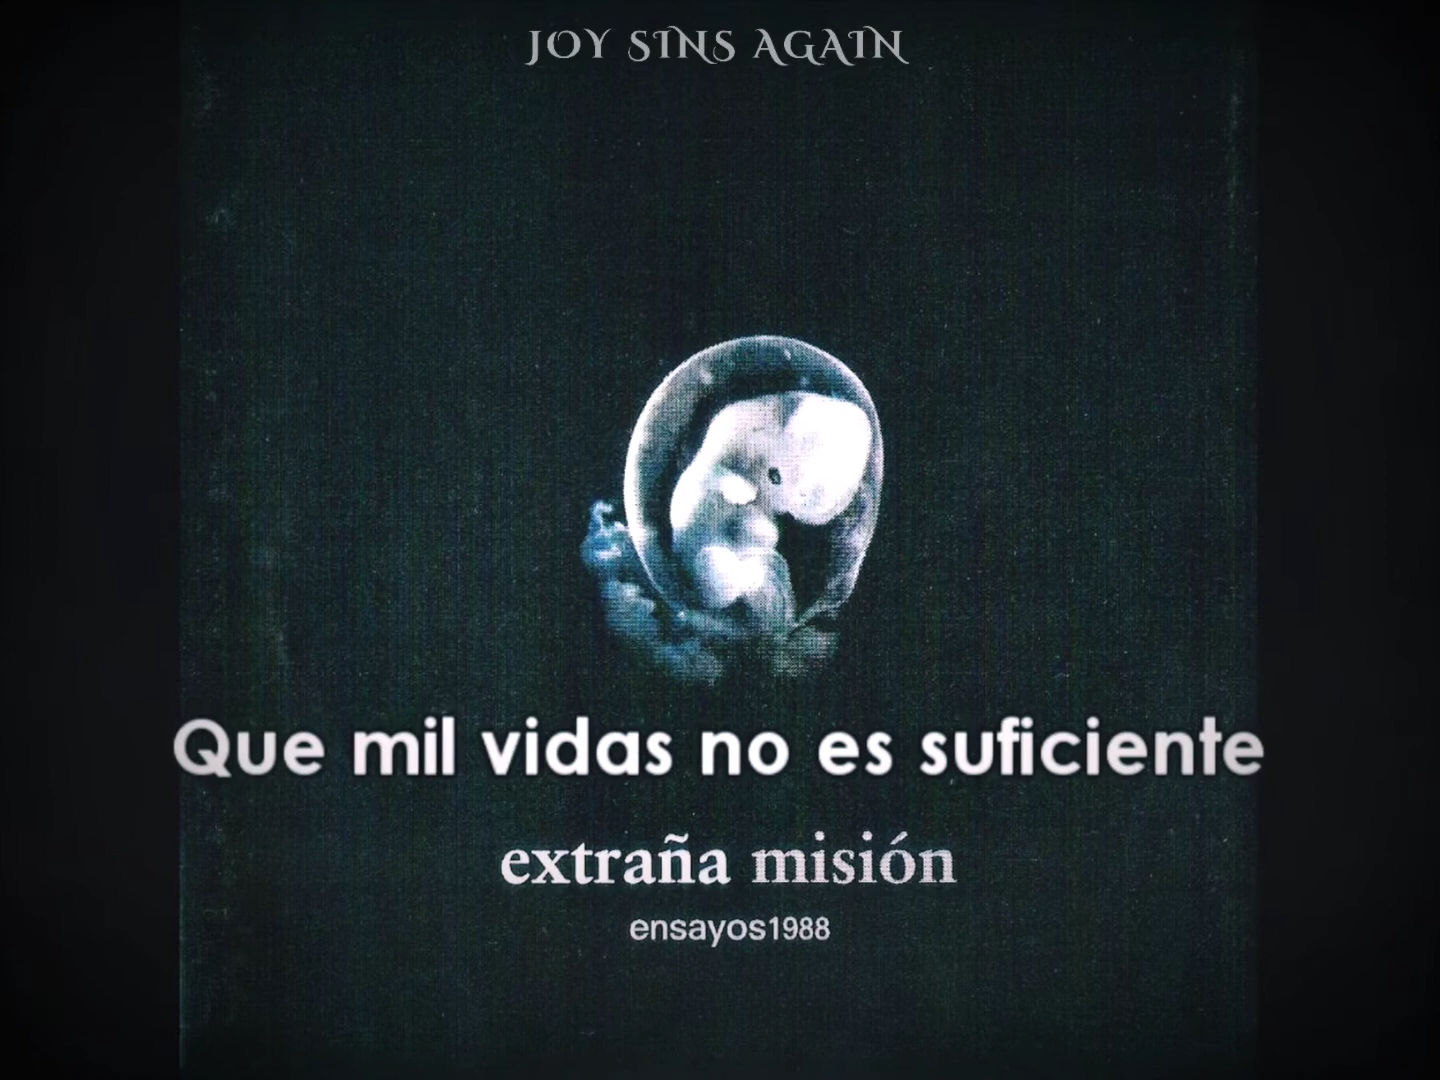 JOY SINS AGAIN
Que mil vidas no es suficiente
extraña misión
ensayos1988